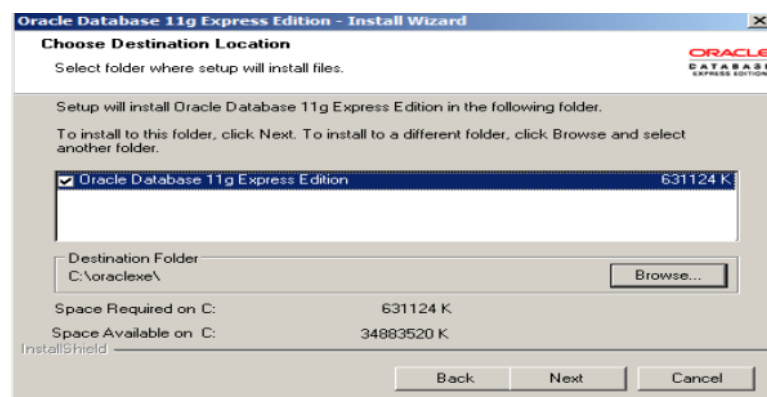 Oracle Database 11g Express Edition - Install Wizard
Choose Destination Location
Select folder where setup will install files.
ORACLE
DATABASE
EXPRESS EDITION
Setup will install Oracle Database 11g Express Edition in the following folder.
To install to this folder, click Next. To install to a different folder, click Browse and select
another folder.
Oracle Database 11g Express Edition 631124 K
Destination Folder
C:\oraclexe\
Browse...
Space Required on C: 631124 K
Space Available on C: 34883520 K
InstallShield
Back Next Cancel